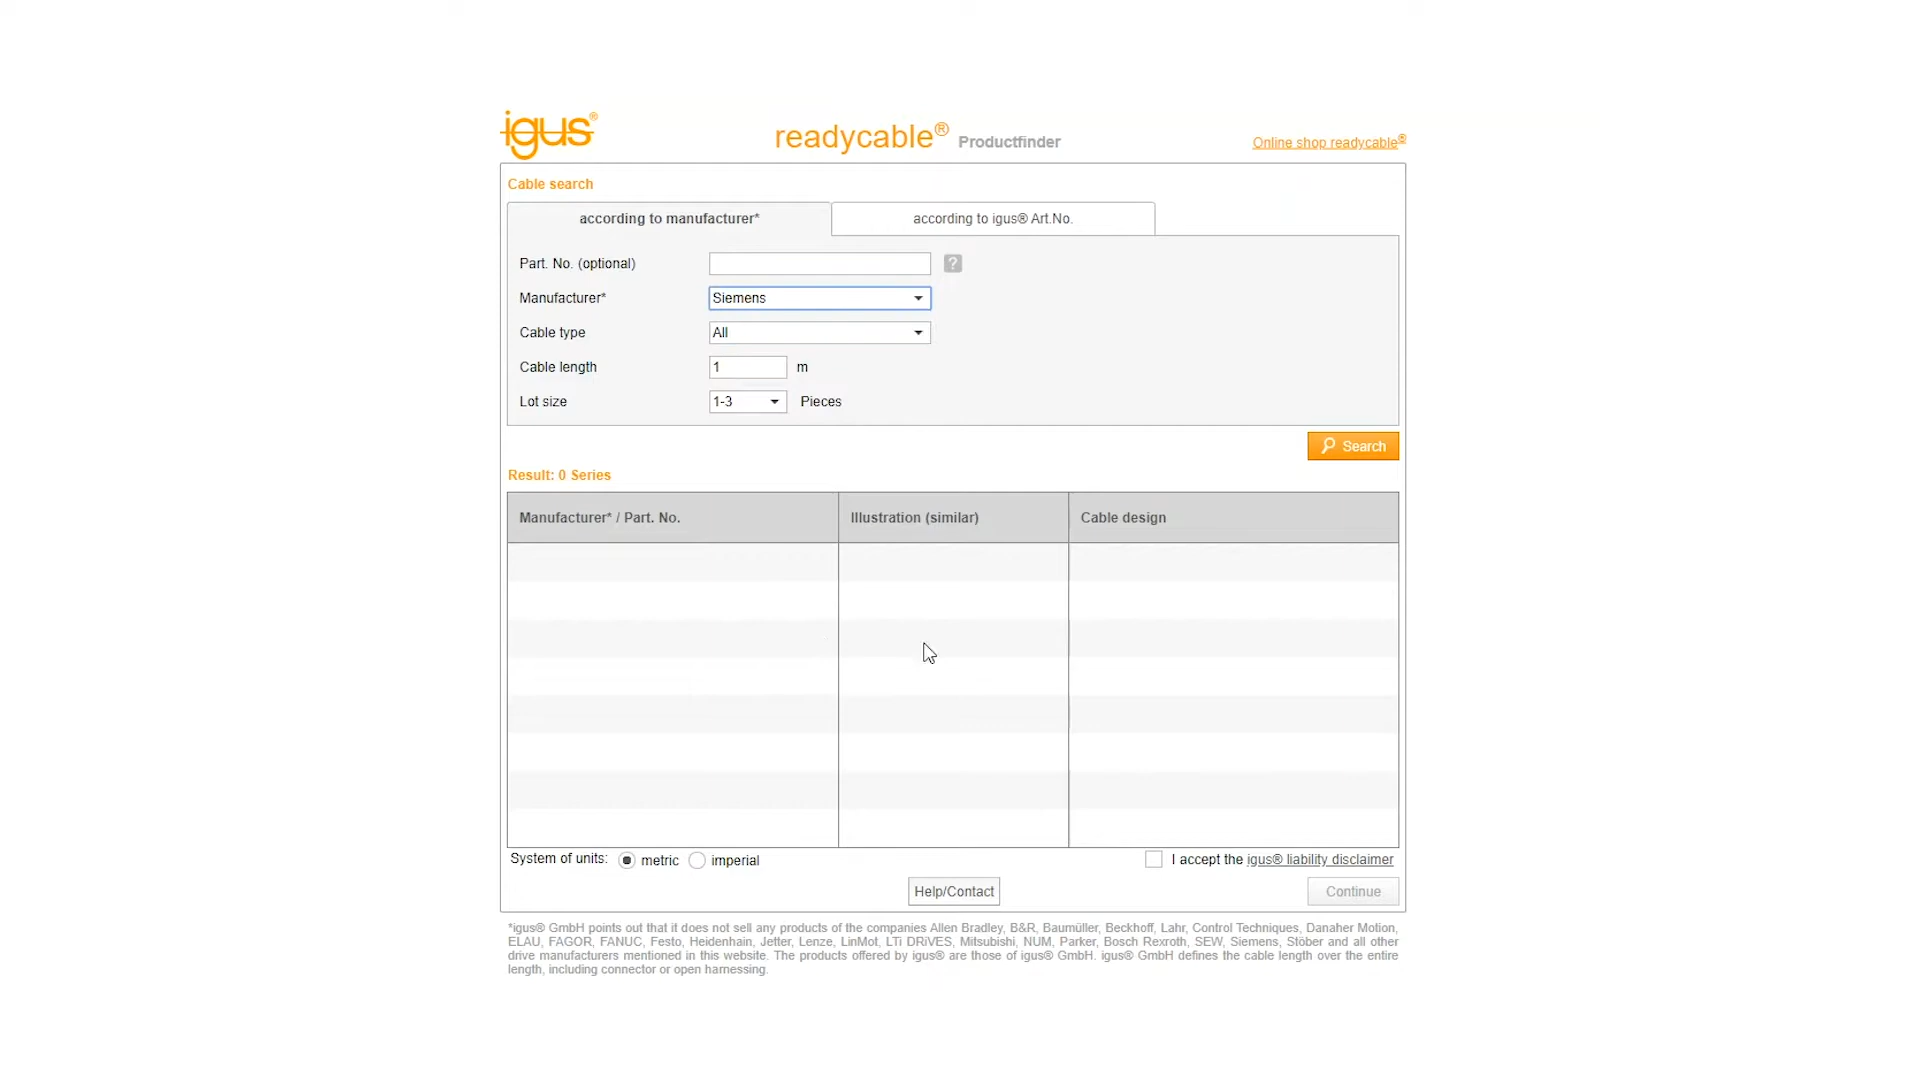 igus®
readycable® Productfinder
Online shop readycable®
Cable search
according to manufacturer*
according to igus® Art.No.
Part. No. (optional)
?
Manufacturer*
Siemens
Cable type
All
Cable length
1
m
Lot size
1-3
Pieces
Search
Result: 0 Series
Manufacturer* / Part. No.
Illustration (similar)
Cable design
System of units:
metric
imperial
I accept the igus® liability disclaimer
Help/Contact
Continue
*igus® GmbH points out that it does not sell any products of the companies Allen Bradley, B&R, Baumüller, Beckhoff, Lahr, Control Techniques, Danaher Motion,
ELAU, FAGOR, FANUC, Festo, Heidenhain, Jetter, Lenze, LinMot, LTi DRiVES, Mitsubishi, NUM, Parker, Bosch Rexroth, SEW, Siemens, Stöber and all other
drive manufacturers mentioned in this website. The products offered by igus® are those of igus® GmbH. igus® GmbH defines the cable length over the entire
length, including connector or open harnessing.